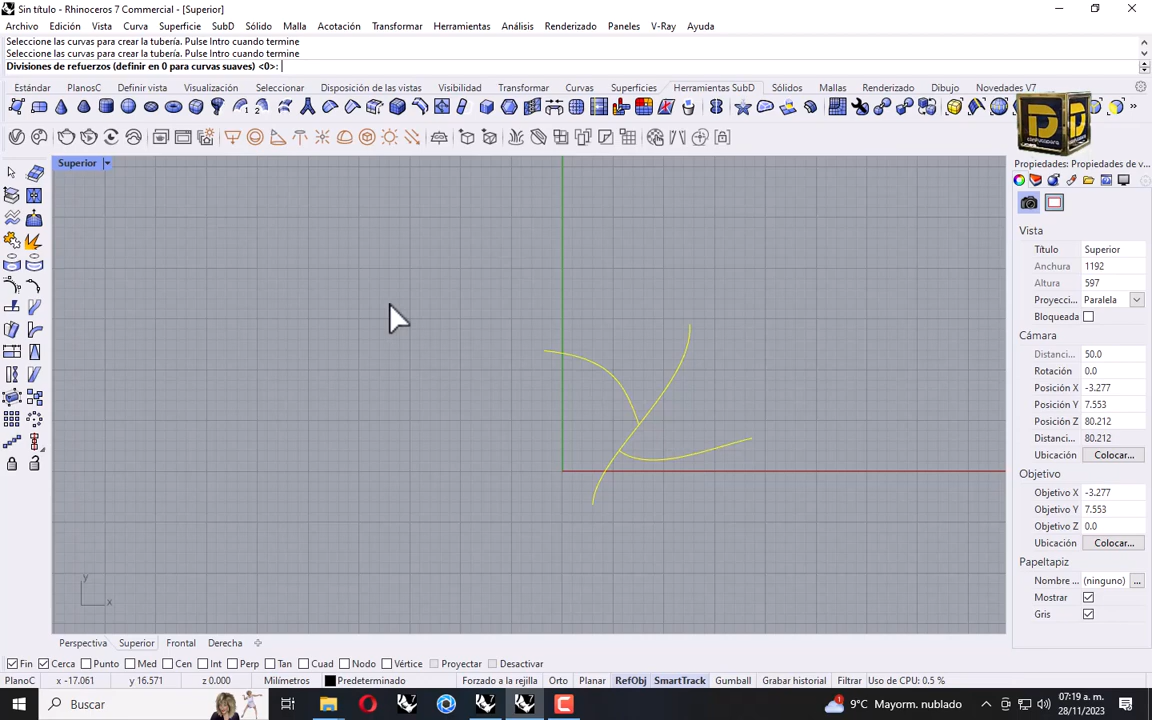 Sin título - Rhinoceros 7 Commercial - [Superior]
Archivo Edición Vista Curva Superficie SubD Sólido Malla Acotación Transformar Herramientas Análisis Renderizado Paneles V-Ray Ayuda
Seleccione las curvas para crear la tubería. Pulse Intro cuando termine
Seleccione las curvas para crear la tubería. Pulse Intro cuando termine
Divisiones de refuerzos (definir en 0 para curvas suaves) <0>:
Estándar PlanosC Definir vista Visualización Seleccionar Disposición de las vistas Visibilidad Transformar Curvas Superficies Herramientas SubD Sólidos Mallas Renderizado Dibujo Novedades V7
Superior
Propiedades: Propiedades de v...
Vista
Título Superior
Anchura 1192
Altura 597
Proyecci... Paralela
Bloqueada
Cámara
Distanci... 50.0
Rotación 0.0
Posición X -3.277
Posición Y 7.553
Posición Z 80.212
Distanci... 80.212
Ubicación Colocar...
Objetivo
Objetivo X -3.277
Objetivo Y 7.553
Objetivo Z 0.0
Ubicación Colocar...
Papeltapiz
Nombre ... (ninguno) ...
Mostrar
Gris
y
x
Perspectiva Superior Frontal Derecha
Fin Cerca Punto Med Cen Int Perp Tan Cuad Nodo Vértice Proyectar Desactivar
PlanoC x -17.061 y 16.571 z 0.000 Milímetros Predeterminado Forzado a la rejilla Orto Planar RefObj SmartTrack Gumball Grabar historial Filtrar Uso de CPU: 0.5 %
Buscar 9°C Mayorm. nublado 07:19 a. m.
28/11/2023